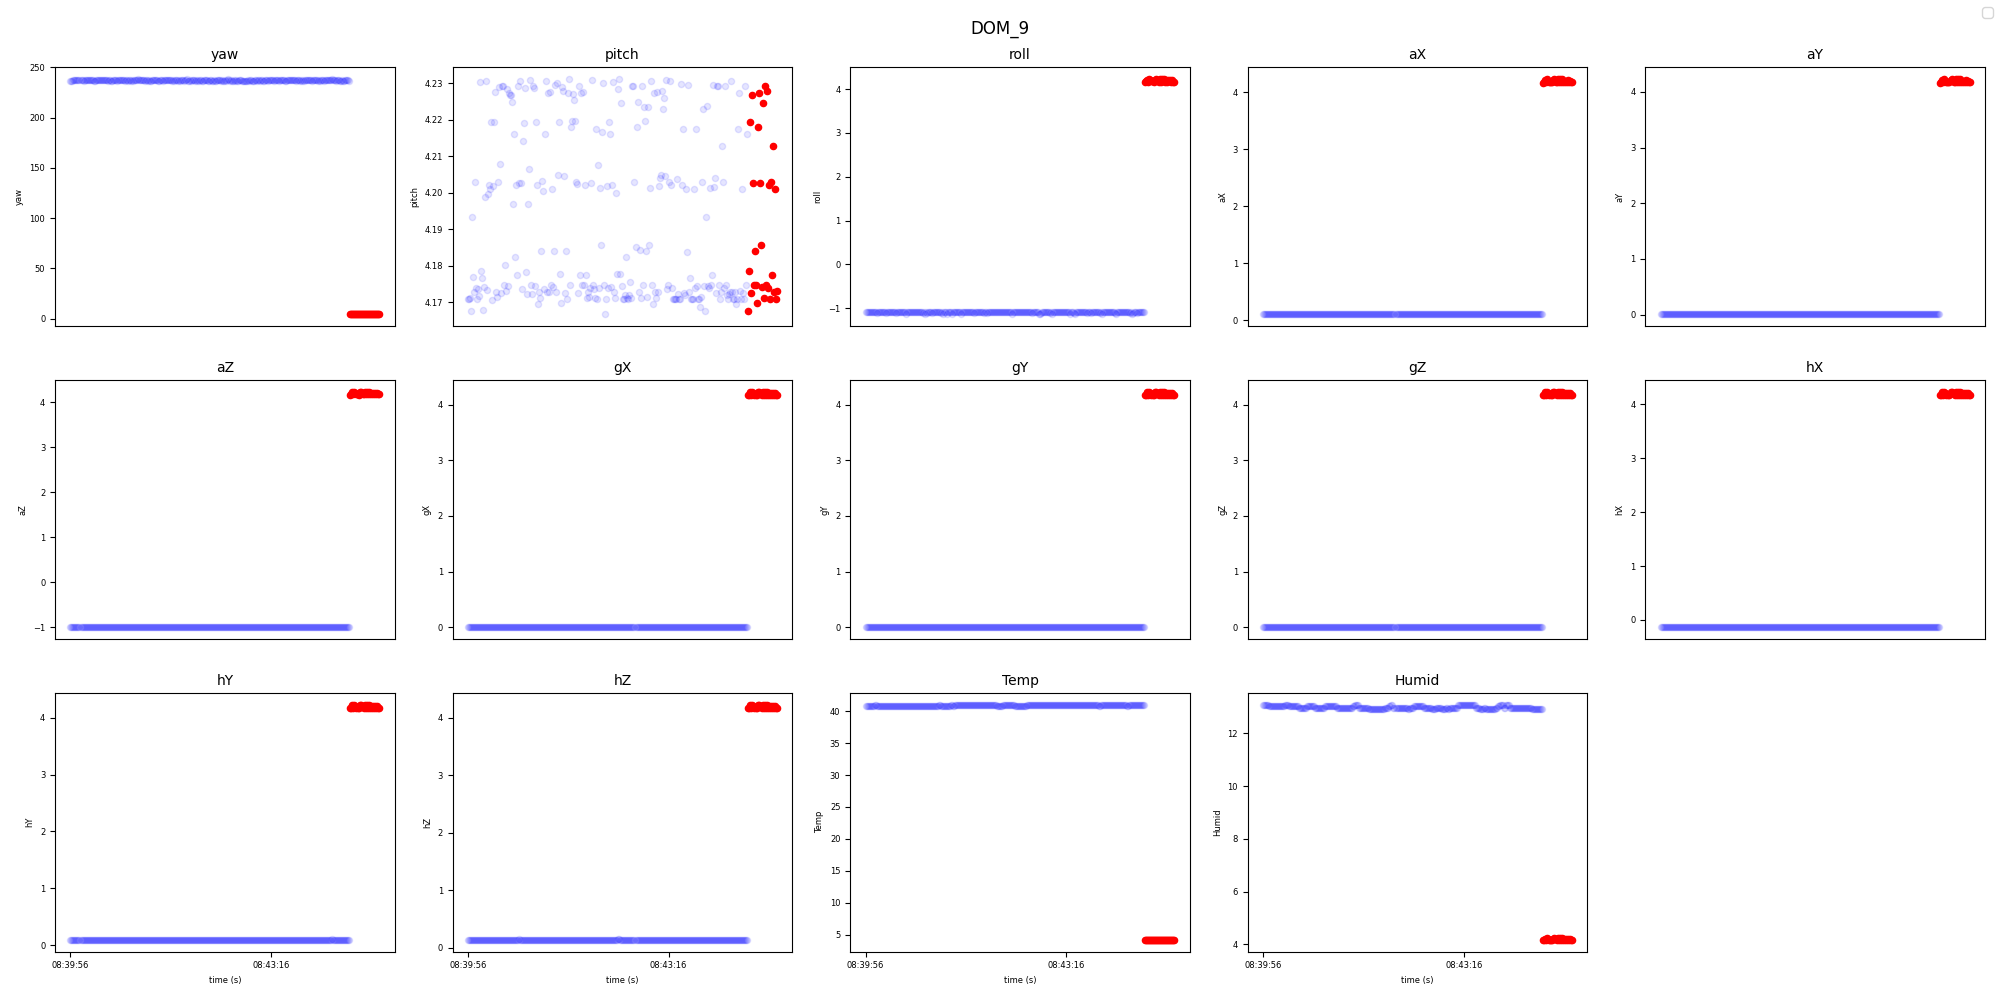 DOM_9
yaw
pitch
roll
aX
aY
250
200
150
100
50
0
yaw
4.23
4.22
4.21
4.20
4.19
4.18
4.17
pitch
4
3
2
1
0
−1
roll
4
3
2
1
0
aX
4
3
2
1
0
aY
aZ
gX
gY
gZ
hX
4
3
2
1
0
−1
aZ
4
3
2
1
0
gX
4
3
2
1
0
gY
4
3
2
1
0
gZ
4
3
2
1
0
hX
hY
hZ
Temp
Humid
4
3
2
1
0
hY
08:39:56
08:43:16
time (s)
4
3
2
1
0
hZ
08:39:56
08:43:16
time (s)
40
35
30
25
20
15
10
5
Temp
08:39:56
08:43:16
time (s)
12
10
8
6
4
Humid
08:39:56
08:43:16
time (s)